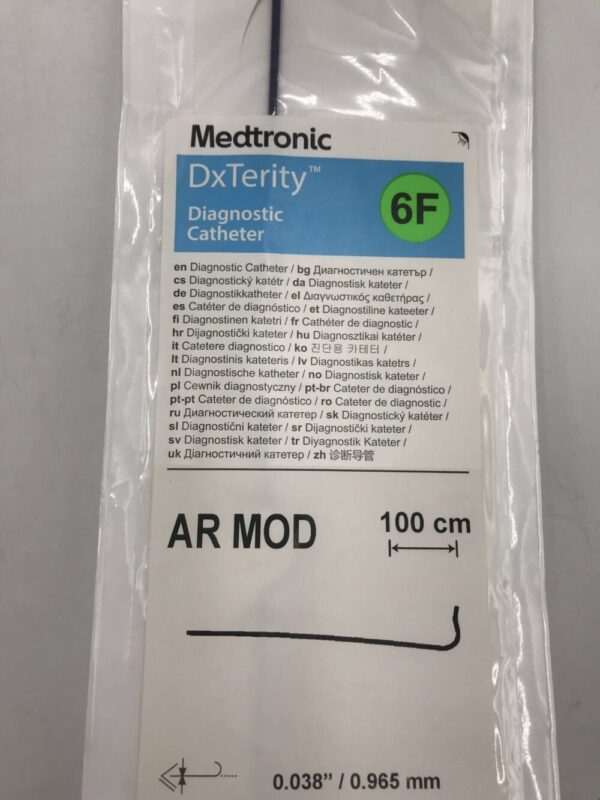 Medtronic
DxTerity™
Diagnostic
Catheter
6F
en Diagnostic Catheter / bg Диагностичен катетър /
cs Diagnostický katétr / da Diagnostisk kateter /
de Diagnostikkatheter / el Διαγνωστικός καθετήρας /
es Catéter de diagnóstico / et Diagnostiline kateeter /
fi Diagnostinen katetri / fr Cathéter de diagnostic /
hr Dijagnostički kateter / hu Diagnosztikai katéter /
it Catetere diagnostico / ko 진단용 카테터 /
lt Diagnostinis kateteris / lv Diagnostikas katetrs /
nl Diagnostische katheter / no Diagnostisk kateter /
pl Cewnik diagnostyczny / pt-br Cateter de diagnóstico /
pt-pt Cateter de diagnóstico / ro Cateter de diagnostic /
ru Диагностический катетер / sk Diagnostický katéter /
sl Diagnostični kateter / sr Dijagnostički kateter /
sv Diagnostisk kateter / tr Diyagnostik Kateter /
uk Діагностичний катетер / zh 诊断导管
AR MOD
100 cm
0.038” / 0.965 mm